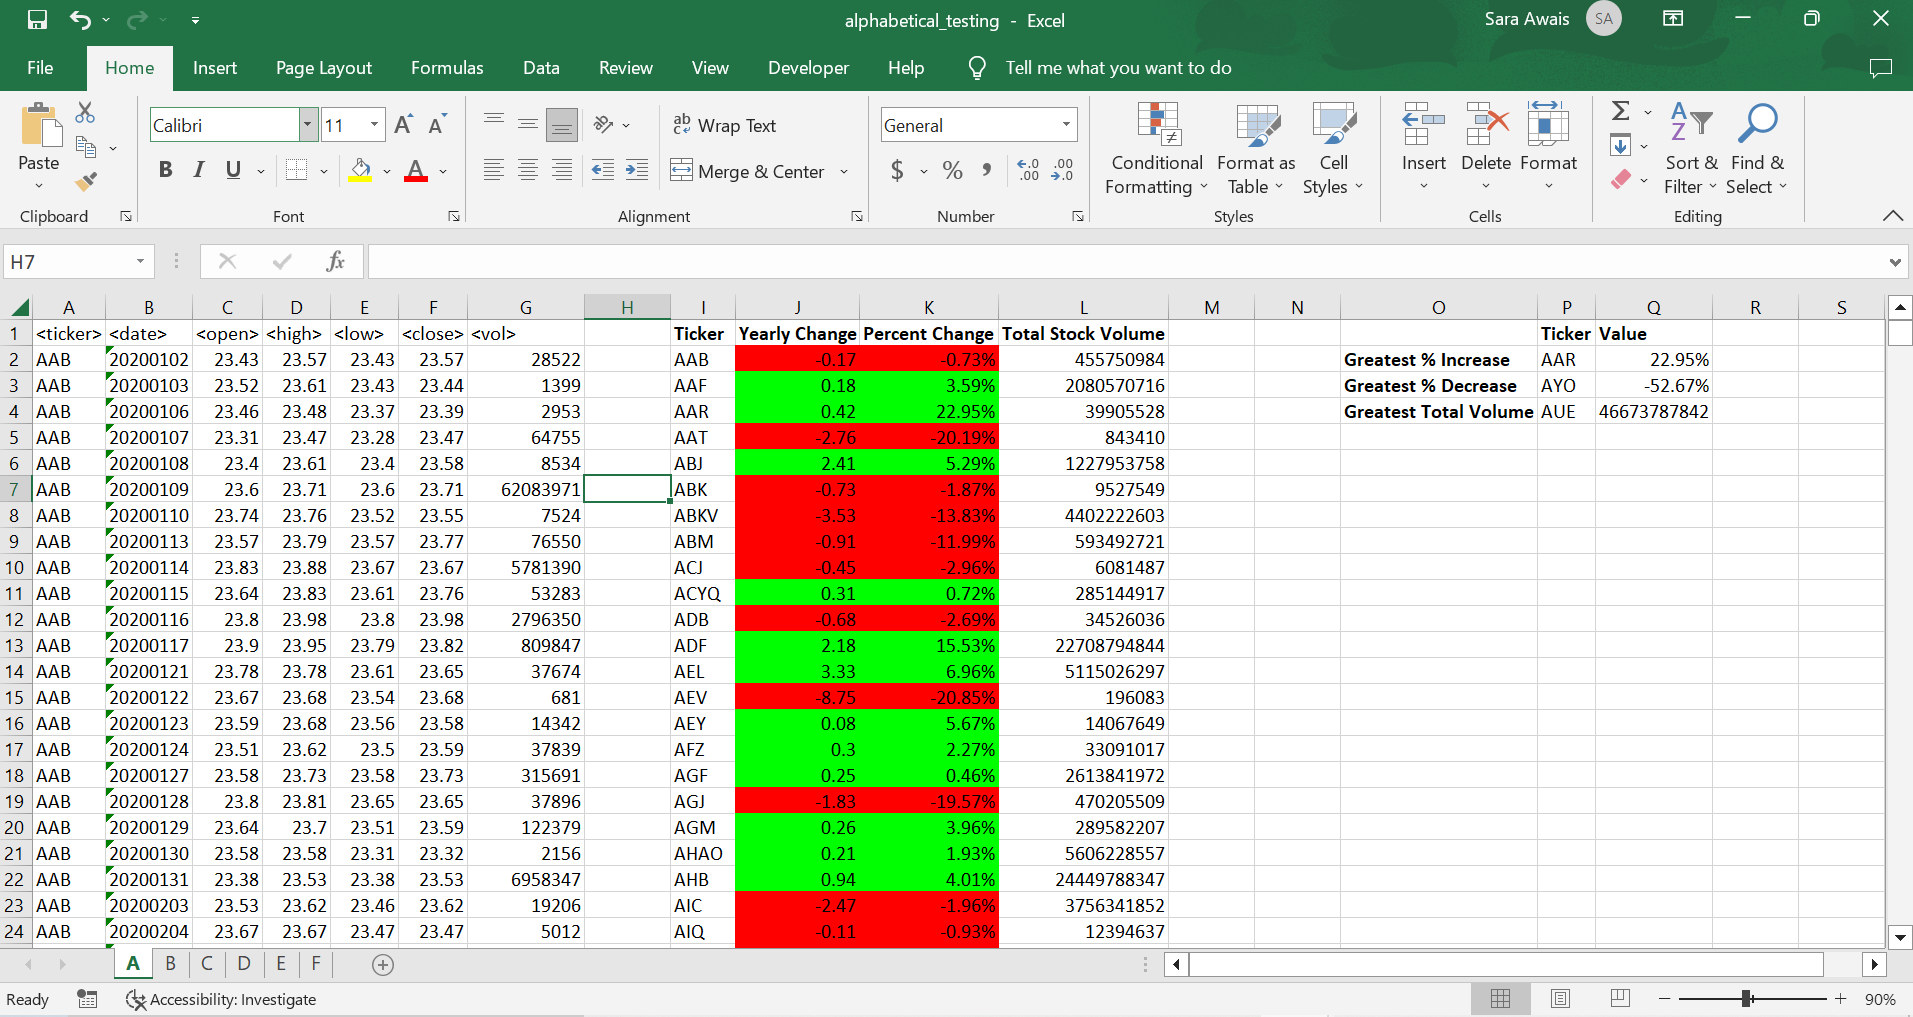 alphabetical_testing - Excel
Sara Awais SA
File Home Insert Page Layout Formulas Data Review View Developer Help Tell me what you want to do
Calibri 11 ab Wrap Text General
Paste B I U Merge & Center $ % , ←.0 .00 .00 →.0
Conditional Formatting Format as Table Cell Styles Insert Delete Format Sort & Filter Find & Select
Clipboard Font Alignment Number Styles Cells Editing
H7 fx
A B C D E F G H I J K L M N O P Q R S
1 <ticker> <date> <open> <high> <low> <close> <vol> Ticker Yearly Change Percent Change Total Stock Volume Ticker Value
2 AAB 20200102 23.43 23.57 23.43 23.57 28522 AAB -0.17 -0.73% 455750984 Greatest % Increase AAR 22.95%
3 AAB 20200103 23.52 23.61 23.43 23.44 1399 AAF 0.18 3.59% 2080570716 Greatest % Decrease AYO -52.67%
4 AAB 20200106 23.46 23.48 23.37 23.39 2953 AAR 0.42 22.95% 39905528 Greatest Total Volume AUE 46673787842
5 AAB 20200107 23.31 23.47 23.28 23.47 64755 AAT -2.76 -20.19% 843410
6 AAB 20200108 23.4 23.61 23.4 23.58 8534 ABJ 2.41 5.29% 1227953758
7 AAB 20200109 23.6 23.71 23.6 23.71 62083971 ABK -0.73 -1.87% 9527549
8 AAB 20200110 23.74 23.76 23.52 23.55 7524 ABKV -3.53 -13.83% 4402222603
9 AAB 20200113 23.57 23.79 23.57 23.77 76550 ABM -0.91 -11.99% 593492721
10 AAB 20200114 23.83 23.88 23.67 23.67 5781390 ACJ -0.45 -2.96% 6081487
11 AAB 20200115 23.64 23.83 23.61 23.76 53283 ACYQ 0.31 0.72% 285144917
12 AAB 20200116 23.8 23.98 23.8 23.98 2796350 ADB -0.68 -2.69% 34526036
13 AAB 20200117 23.9 23.95 23.79 23.82 809847 ADF 2.18 15.53% 22708794844
14 AAB 20200121 23.78 23.78 23.61 23.65 37674 AEL 3.33 6.96% 5115026297
15 AAB 20200122 23.67 23.68 23.54 23.68 681 AEV -8.75 -20.85% 196083
16 AAB 20200123 23.59 23.68 23.56 23.58 14342 AEY 0.08 5.67% 14067649
17 AAB 20200124 23.51 23.62 23.5 23.59 37839 AFZ 0.3 2.27% 33091017
18 AAB 20200127 23.58 23.73 23.58 23.73 315691 AGF 0.25 0.46% 2613841972
19 AAB 20200128 23.8 23.81 23.65 23.65 37896 AGJ -1.83 -19.57% 470205509
20 AAB 20200129 23.64 23.7 23.51 23.59 122379 AGM 0.26 3.96% 289582207
21 AAB 20200130 23.58 23.58 23.31 23.32 2156 AHAO 0.21 1.93% 5606228557
22 AAB 20200131 23.38 23.53 23.38 23.53 6958347 AHB 0.94 4.01% 24449788347
23 AAB 20200203 23.53 23.62 23.46 23.62 19206 AIC -2.47 -1.96% 3756341852
24 AAB 20200204 23.67 23.67 23.47 23.47 5012 AIQ -0.11 -0.93% 12394637
A B C D E F
Ready Accessibility: Investigate 90%